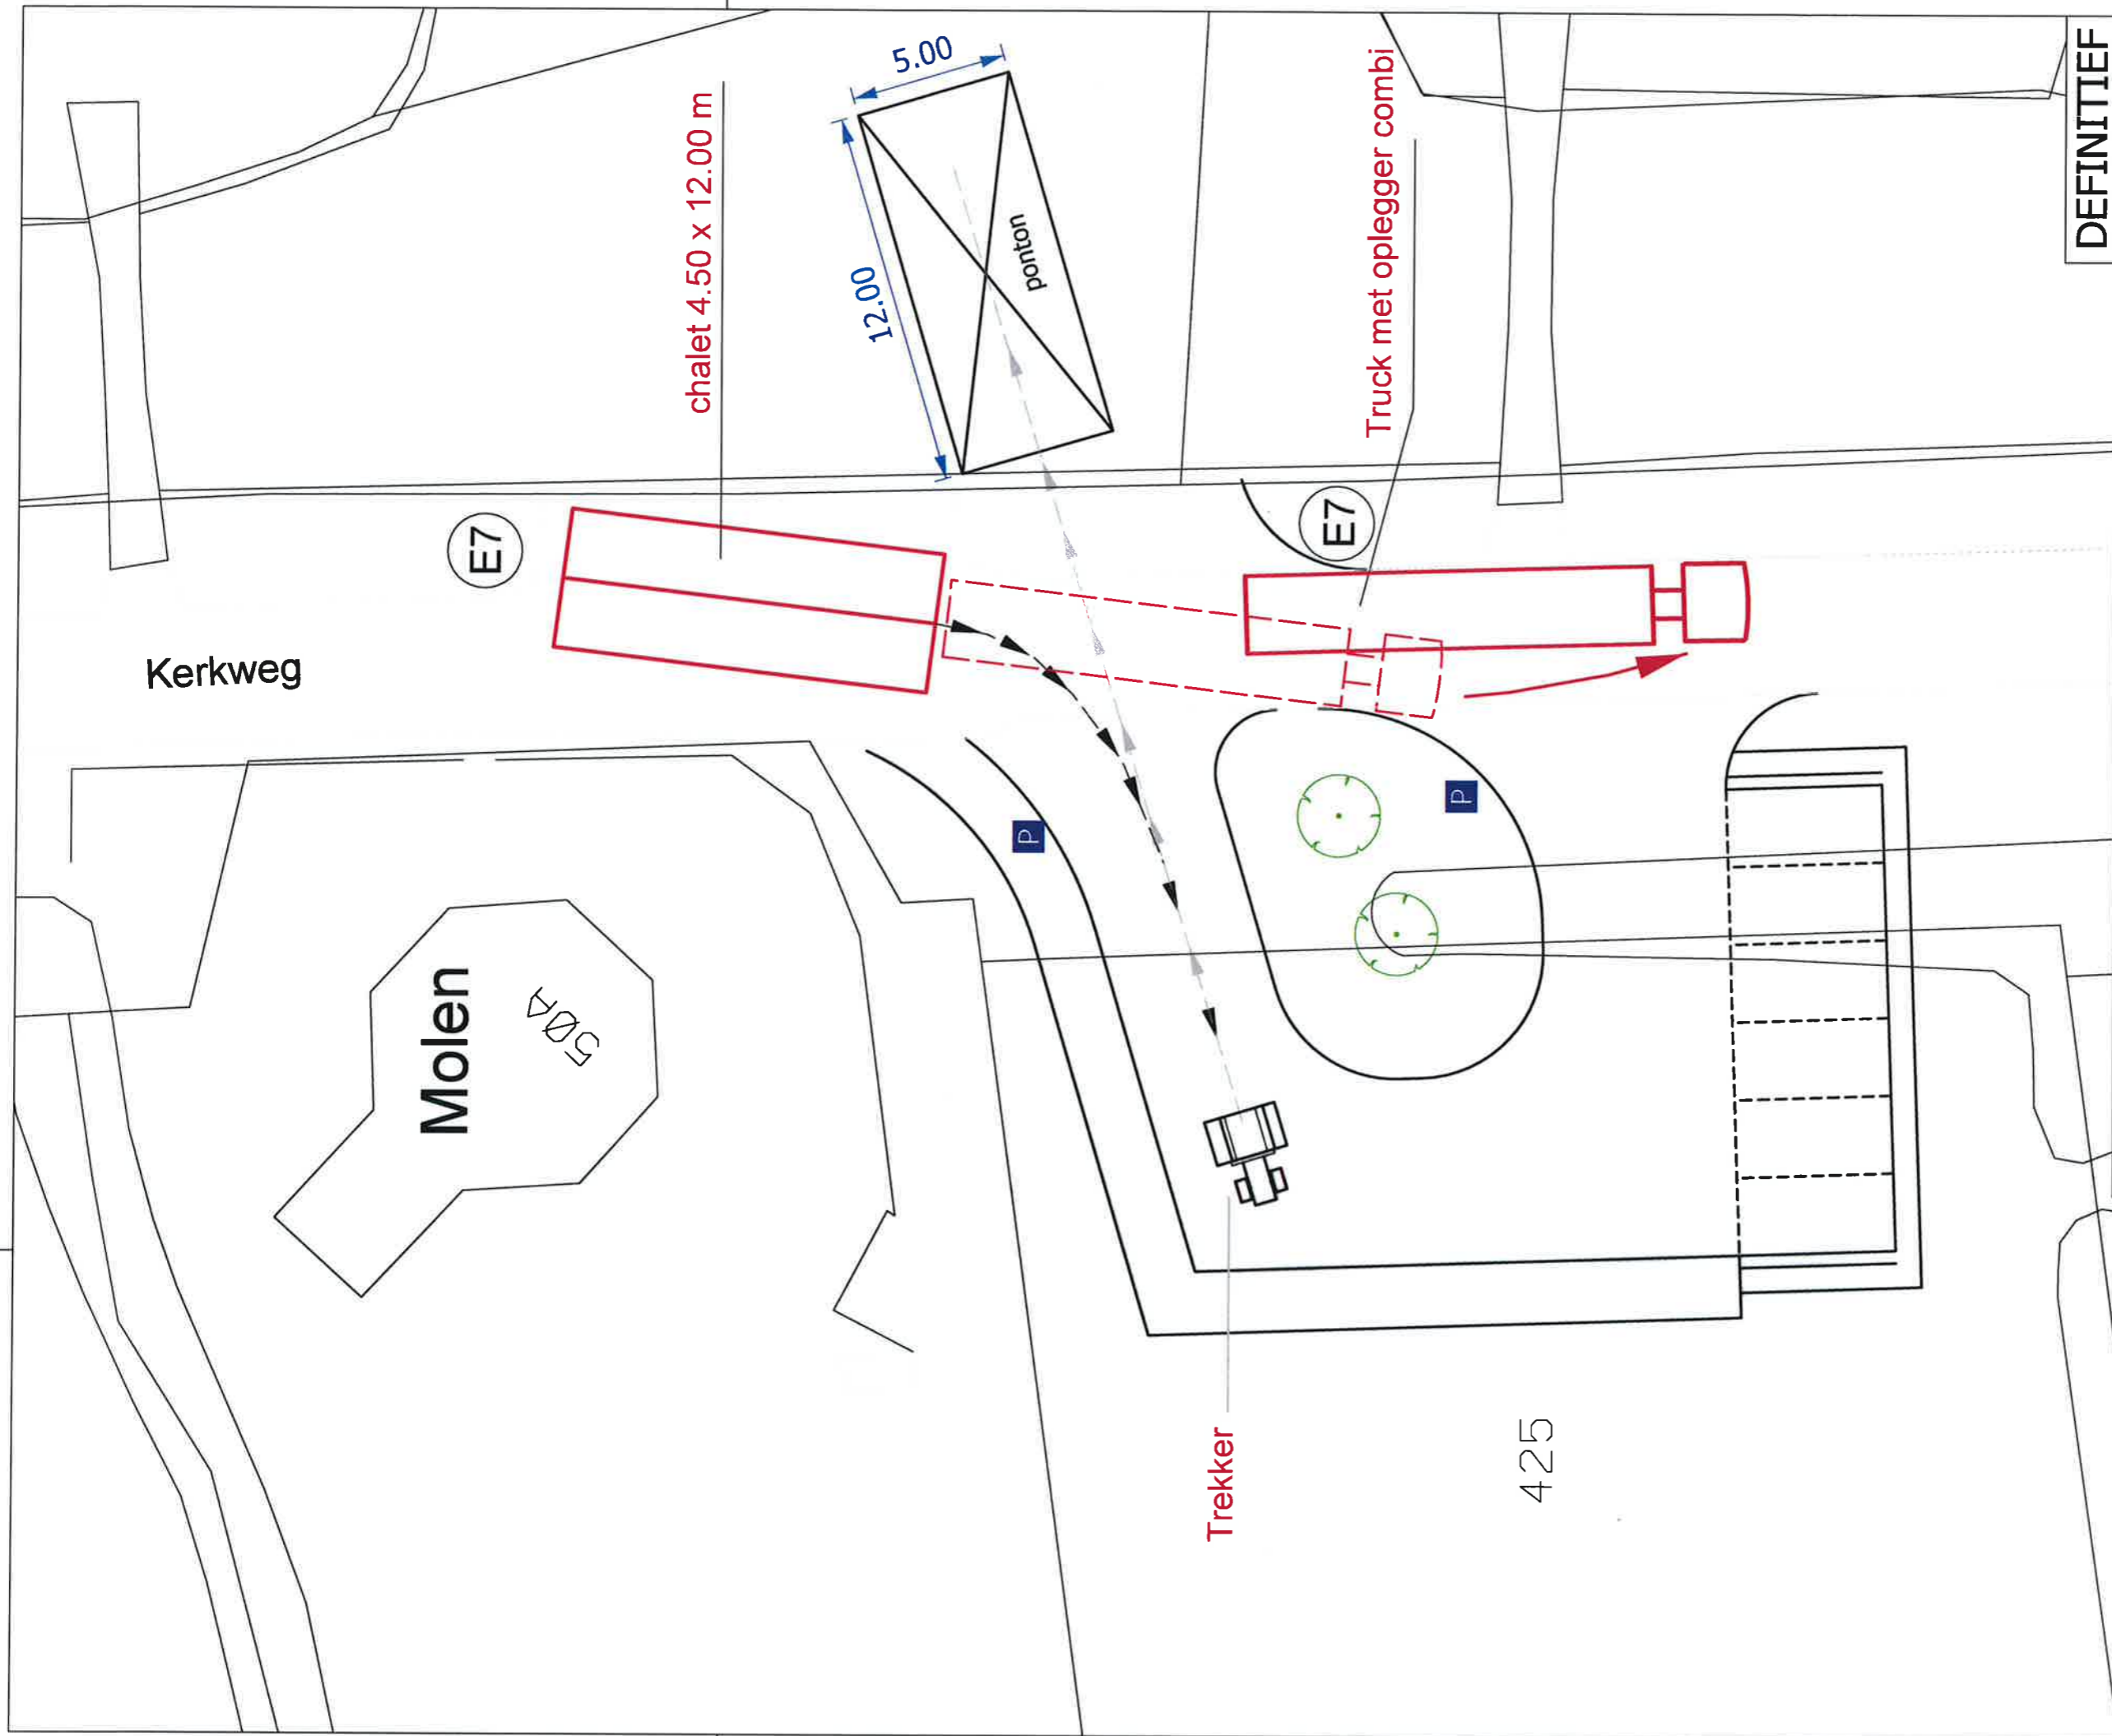 5.00
12.00
chalet 4.50 x 12.00 m
ponton
Truck met oplegger combi
DEFINITIEF
E7
E7
Kerkweg
P
P
Molen
50A
Trekker
425